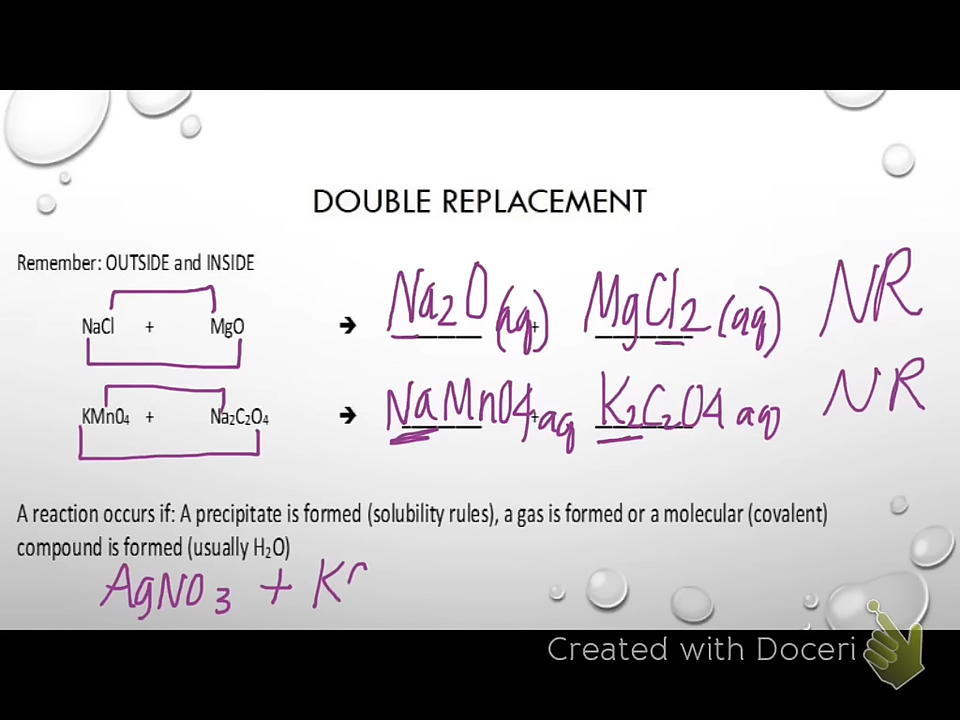 DOUBLE REPLACEMENT
Remember: OUTSIDE and INSIDE
NaCl + MgO → Na2O (aq) + MgCl2 (aq) NR
KMn04 + Na2C2O4 → NaMnO4 aq + K2C2O4 aq NR
A reaction occurs if: A precipitate is formed (solubility rules), a gas is formed or a molecular (covalent)
compound is formed (usually H2O)
AgNO3 + K
Created with Doceri